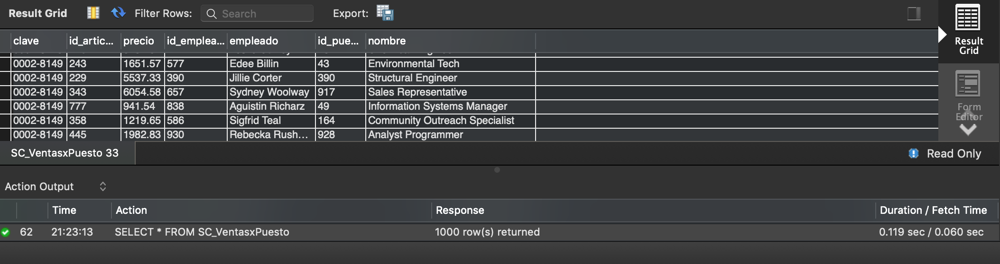 Result Grid Filter Rows: Search Export:
Result Grid
clave id_artic... precio id_emplea... empleado id_pue... nombre
0002-8149 243 1651.57 577 Edee Billin 43 Environmental Tech
0002-8149 229 5537.33 390 Jillie Corter 390 Structural Engineer
0002-8149 343 6054.58 657 Sydney Woolway 917 Sales Representative
0002-8149 777 941.54 838 Aguistin Richarz 49 Information Systems Manager
0002-8149 358 1219.65 586 Sigfrid Teal 164 Community Outreach Specialist
0002-8149 445 1982.83 930 Rebecka Rush... 928 Analyst Programmer
Form
Editor
SC_VentasxPuesto 33 Read Only
Action Output
Time Action Response Duration / Fetch Time
62 21:23:13 SELECT * FROM SC_VentasxPuesto 1000 row(s) returned 0.119 sec / 0.060 sec